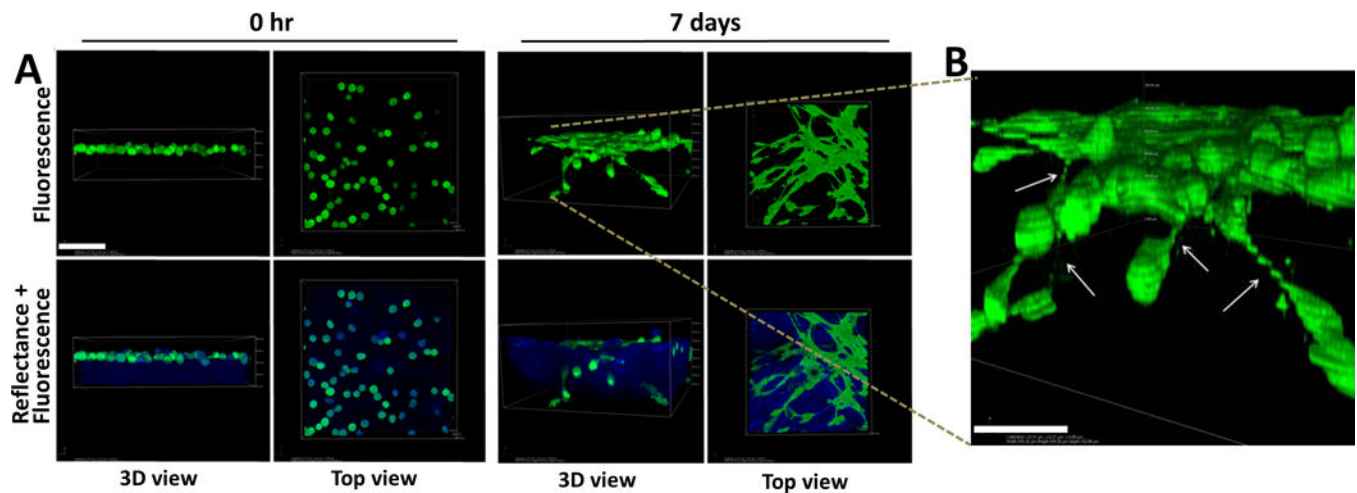 0 hr
7 days
A
B
Fluorescence
Reflectance +
Fluorescence
3D view
Top view
3D view
Top view